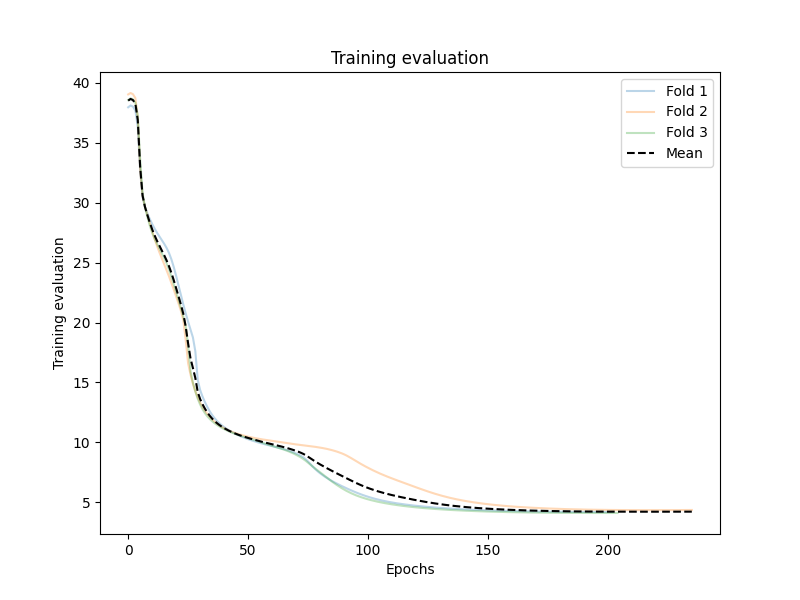 Training evaluation
Fold 1
Fold 2
Fold 3
Mean
40
35
30
25
20
15
10
5
Training evaluation
0 50 100 150 200
Epochs